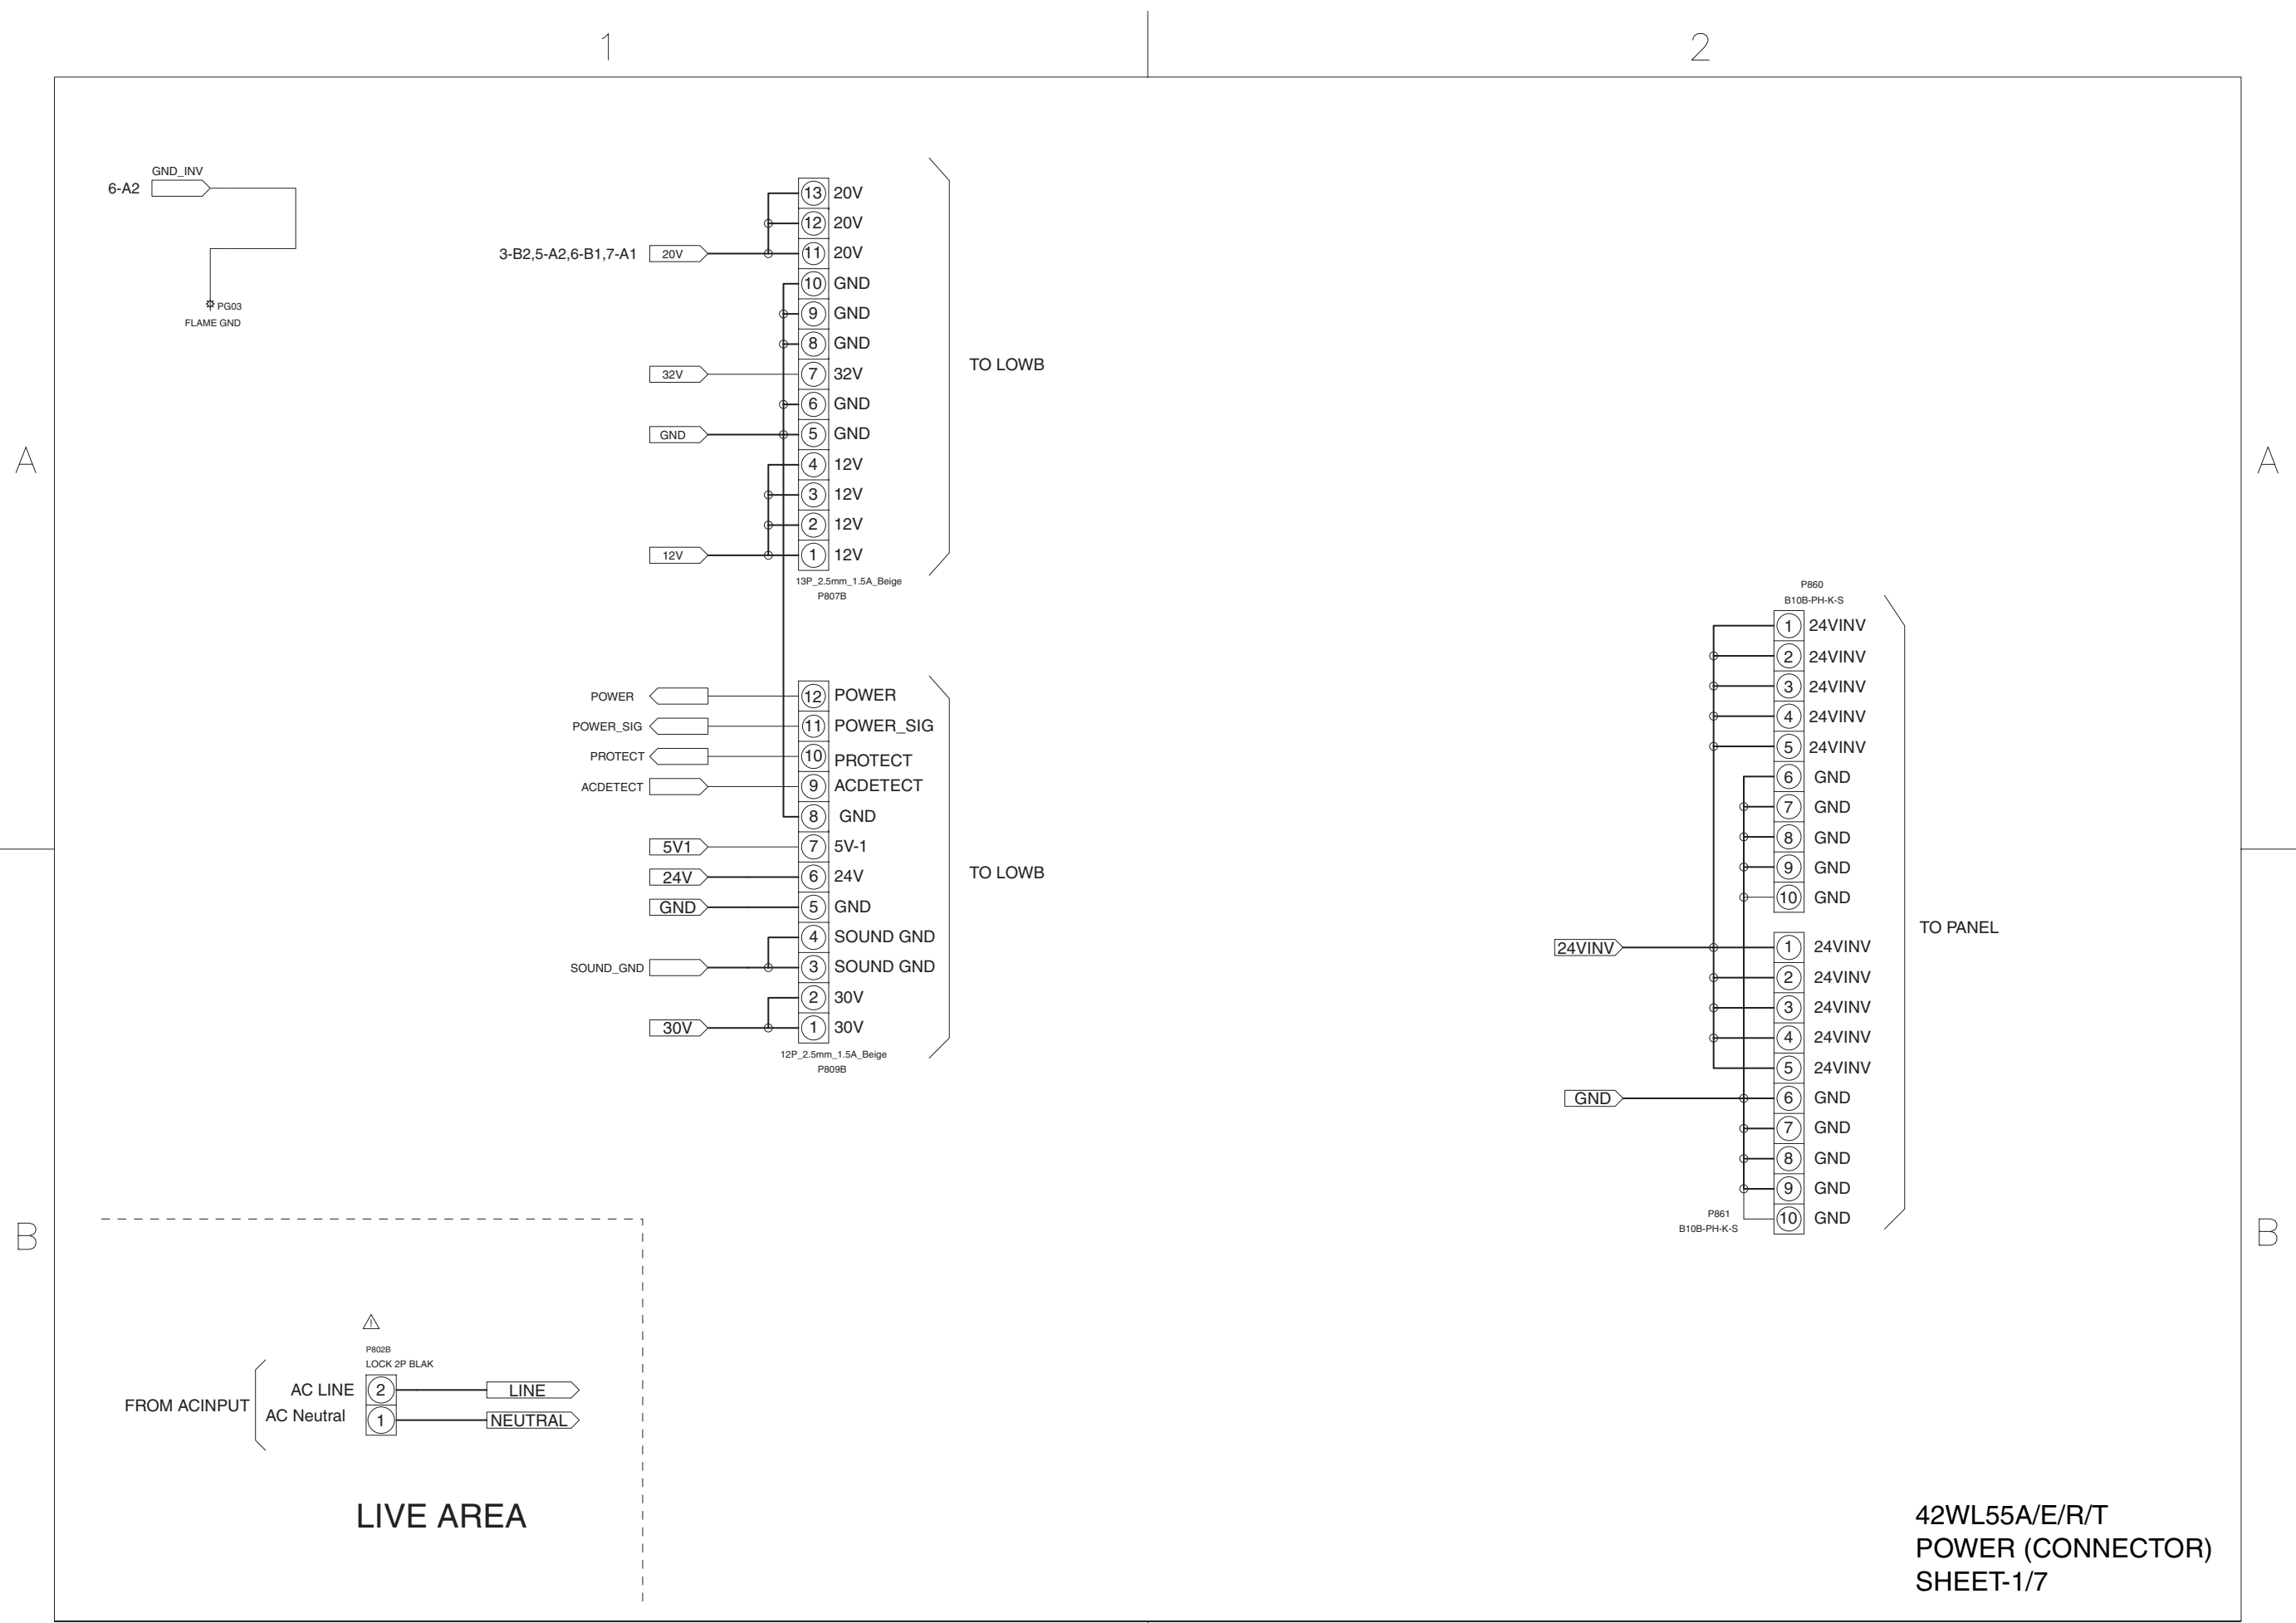 1
2
A
A
B
B
GND_INV
6-A2
PG03
FLAME GND
13 20V
12 20V
3-B2,5-A2,6-B1,7-A1 20V 11 20V
10 GND
9 GND
8 GND
32V 7 32V
6 GND
GND 5 GND
4 12V
3 12V
2 12V
12V 1 12V
13P_2.5mm_1.5A_Beige
P807B
TO LOWB
POWER 12 POWER
POWER_SIG 11 POWER_SIG
PROTECT 10 PROTECT
ACDETECT 9 ACDETECT
8 GND
5V1 7 5V-1
24V 6 24V
GND 5 GND
4 SOUND GND
SOUND_GND 3 SOUND GND
2 30V
30V 1 30V
12P_2.5mm_1.5A_Beige
P809B
TO LOWB
P860
B10B-PH-K-S
1 24VINV
2 24VINV
3 24VINV
4 24VINV
5 24VINV
6 GND
7 GND
8 GND
9 GND
10 GND
24VINV 1 24VINV
2 24VINV
3 24VINV
4 24VINV
5 24VINV
GND 6 GND
7 GND
8 GND
9 GND
10 GND
P861
B10B-PH-K-S
TO PANEL
P802B
LOCK 2P BLAK
FROM ACINPUT
AC LINE 2 LINE
AC Neutral 1 NEUTRAL
LIVE AREA
42WL55A/E/R/T
POWER (CONNECTOR)
SHEET-1/7